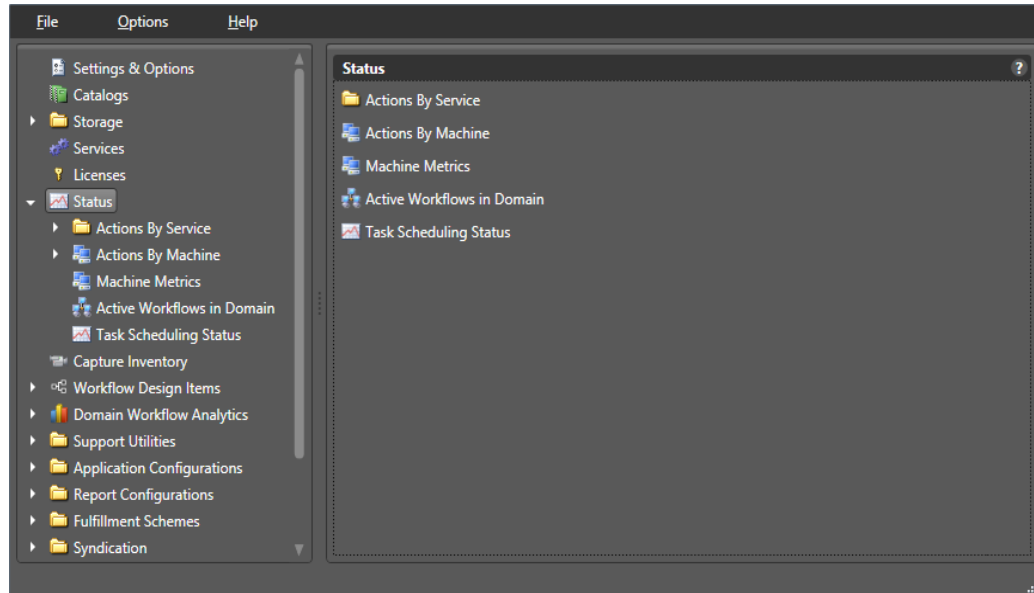 File Options Help
Settings & Options
Catalogs
Storage
Services
Licenses
Status
Actions By Service
Actions By Machine
Machine Metrics
Active Workflows in Domain
Task Scheduling Status
Capture Inventory
Workflow Design Items
Domain Workflow Analytics
Support Utilities
Application Configurations
Report Configurations
Fulfillment Schemes
Syndication
Status ?
Actions By Service
Actions By Machine
Machine Metrics
Active Workflows in Domain
Task Scheduling Status